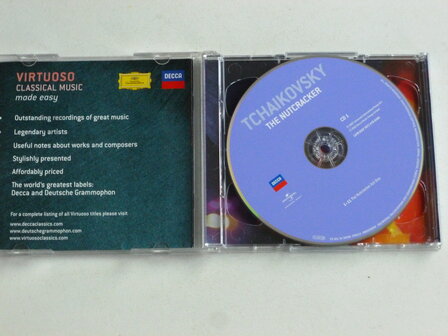 VIRTUOSO
CLASSICAL MUSIC
made easy
DECCA
Outstanding recordings of great music
Legendary artists
Useful notes about works and composers
Stylishly presented
Affordably priced
The world's greatest labels:
Decca and Deutsche Grammophon
For a complete listing of all Virtuoso titles please visit
www.deccaclassics.com
www.deutschegrammophon.com
www.virtuosoclassics.com
TCHAIKOVSKY
THE NUTCRACKER
CD 1
DECCA